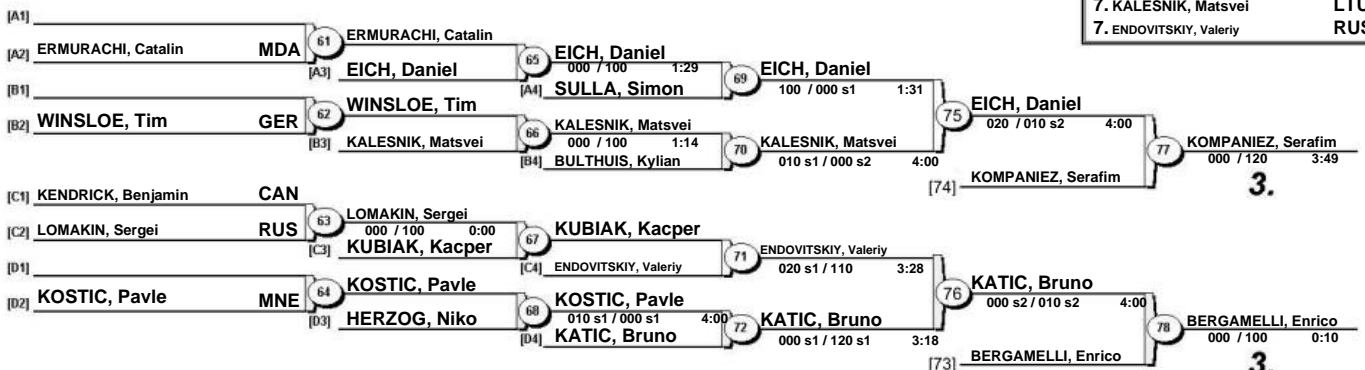 7. KALESNIK, Matsvei LTU
7. ENDOVITSKIY, Valeriy RUS
[A1]
[A2] ERMURACHI, Catalin MDA
61
ERMURACHI, Catalin
[A3] EICH, Daniel
65
EICH, Daniel
000 / 100 1:29
[A4] SULLA, Simon
69
EICH, Daniel
100 / 000 s1 1:31
[B1]
[B2] WINSLOE, Tim GER
62
WINSLOE, Tim
[B3] KALESNIK, Matsvei
66
KALESNIK, Matsvei
000 / 100 1:14
[B4] BULTHUIS, Kylian
70
KALESNIK, Matsvei
010 s1 / 000 s2 4:00
75
EICH, Daniel
020 / 010 s2 4:00
[74] KOMPANIEZ, Serafim
77
KOMPANIEZ, Serafim
000 / 120 3:49
3.
[C1] KENDRICK, Benjamin CAN
[C2] LOMAKIN, Sergei RUS
63
LOMAKIN, Sergei
000 / 100 0:00
[C3] KUBIAK, Kacper
67
KUBIAK, Kacper
[C4] ENDOVITSKIY, Valeriy
71
ENDOVITSKIY, Valeriy
020 s1 / 110 3:28
[D1]
[D2] KOSTIC, Pavle MNE
64
KOSTIC, Pavle
[D3] HERZOG, Niko
68
KOSTIC, Pavle
010 s1 / 000 s1 4:00
[D4] KATIC, Bruno
72
KATIC, Bruno
000 s1 / 120 s1 3:18
76
KATIC, Bruno
000 s2 / 010 s2 4:00
[73] BERGAMELLI, Enrico
78
BERGAMELLI, Enrico
000 / 100 0:10
3.